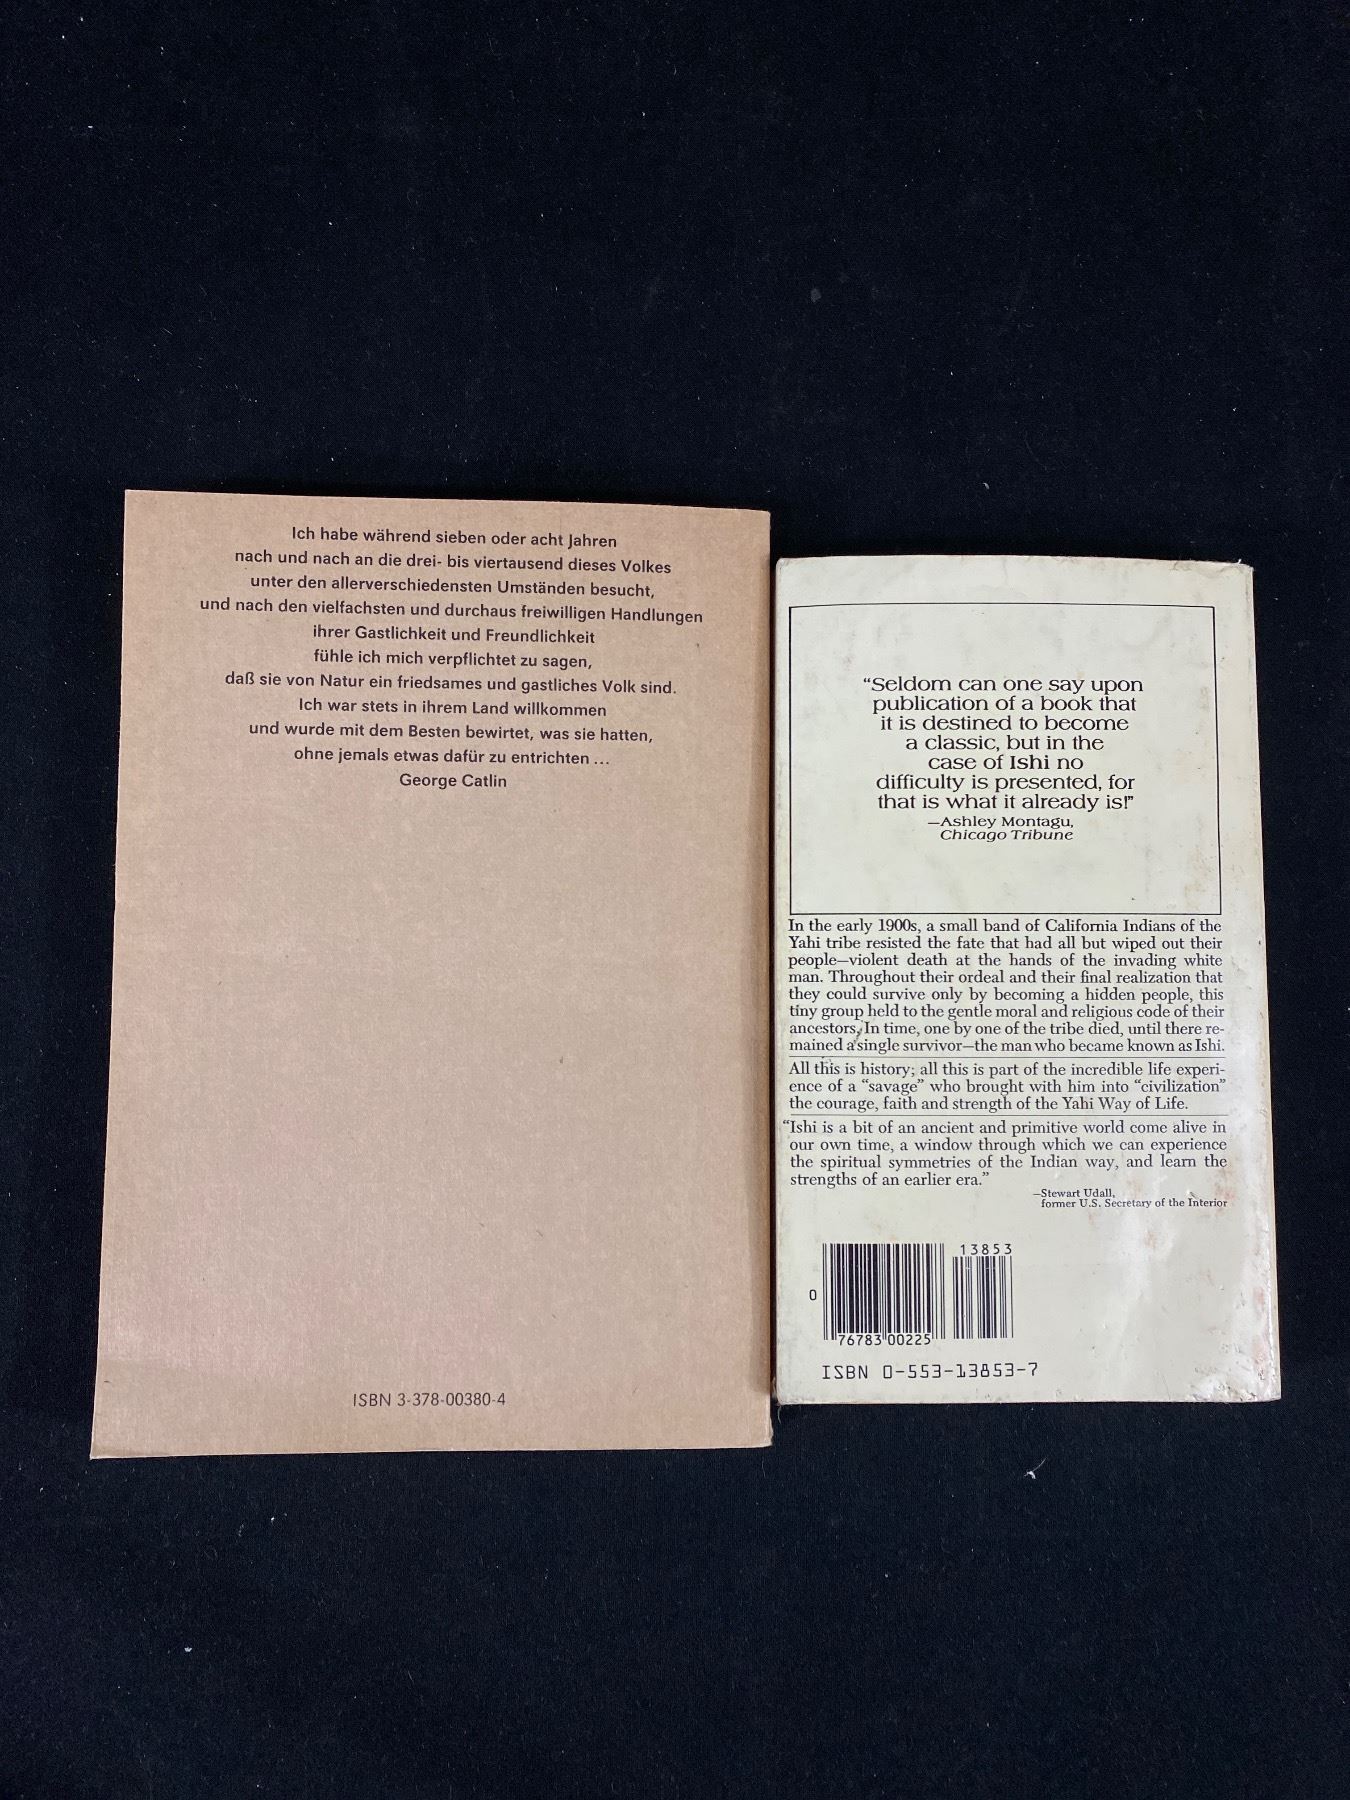 Ich habe während sieben oder acht Jahren
nach und nach an die drei- bis viertausend dieses Volkes
unter den allerverschiedensten Umständen besucht,
und nach den vielfachsten und durchaus freiwilligen Handlungen
ihrer Gastlichkeit und Freundlichkeit
fühle ich mich verpflichtet zu sagen,
daß sie von Natur ein friedsames und gastliches Volk sind.
Ich war stets in ihrem Land willkommen
und wurde mit dem Besten bewirtet, was sie hatten,
ohne jemals etwas dafür zu entrichten ...
George Catlin
ISBN 3-378-00380-4
“Seldom can one say upon
publication of a book that
it is destined to become
a classic, but in the
case of Ishi no
difficulty is presented, for
that is what it already is!”
—Ashley Montagu,
Chicago Tribune
In the early 1900s, a small band of California Indians of the
Yahi tribe resisted the fate that had all but wiped out their
people—violent death at the hands of the invading white
man. Throughout their ordeal and their final realization that
they could survive only by becoming a hidden people, this
tiny group held to the gentle moral and religious code of their
ancestors. In time, one by one of the tribe died, until there re-
mained a single survivor—the man who became known as Ishi.
All this is history; all this is part of the incredible life experi-
ence of a “savage” who brought with him into “civilization”
the courage, faith and strength of the Yahi Way of Life.
“Ishi is a bit of an ancient and primitive world come alive in
our own time, a window through which we can experience
the spiritual symmetries of the Indian way, and learn the
strengths of an earlier era.”
—Stewart Udall,
former U.S. Secretary of the Interior
13853
0
76783 00225
ISBN 0-553-13853-7